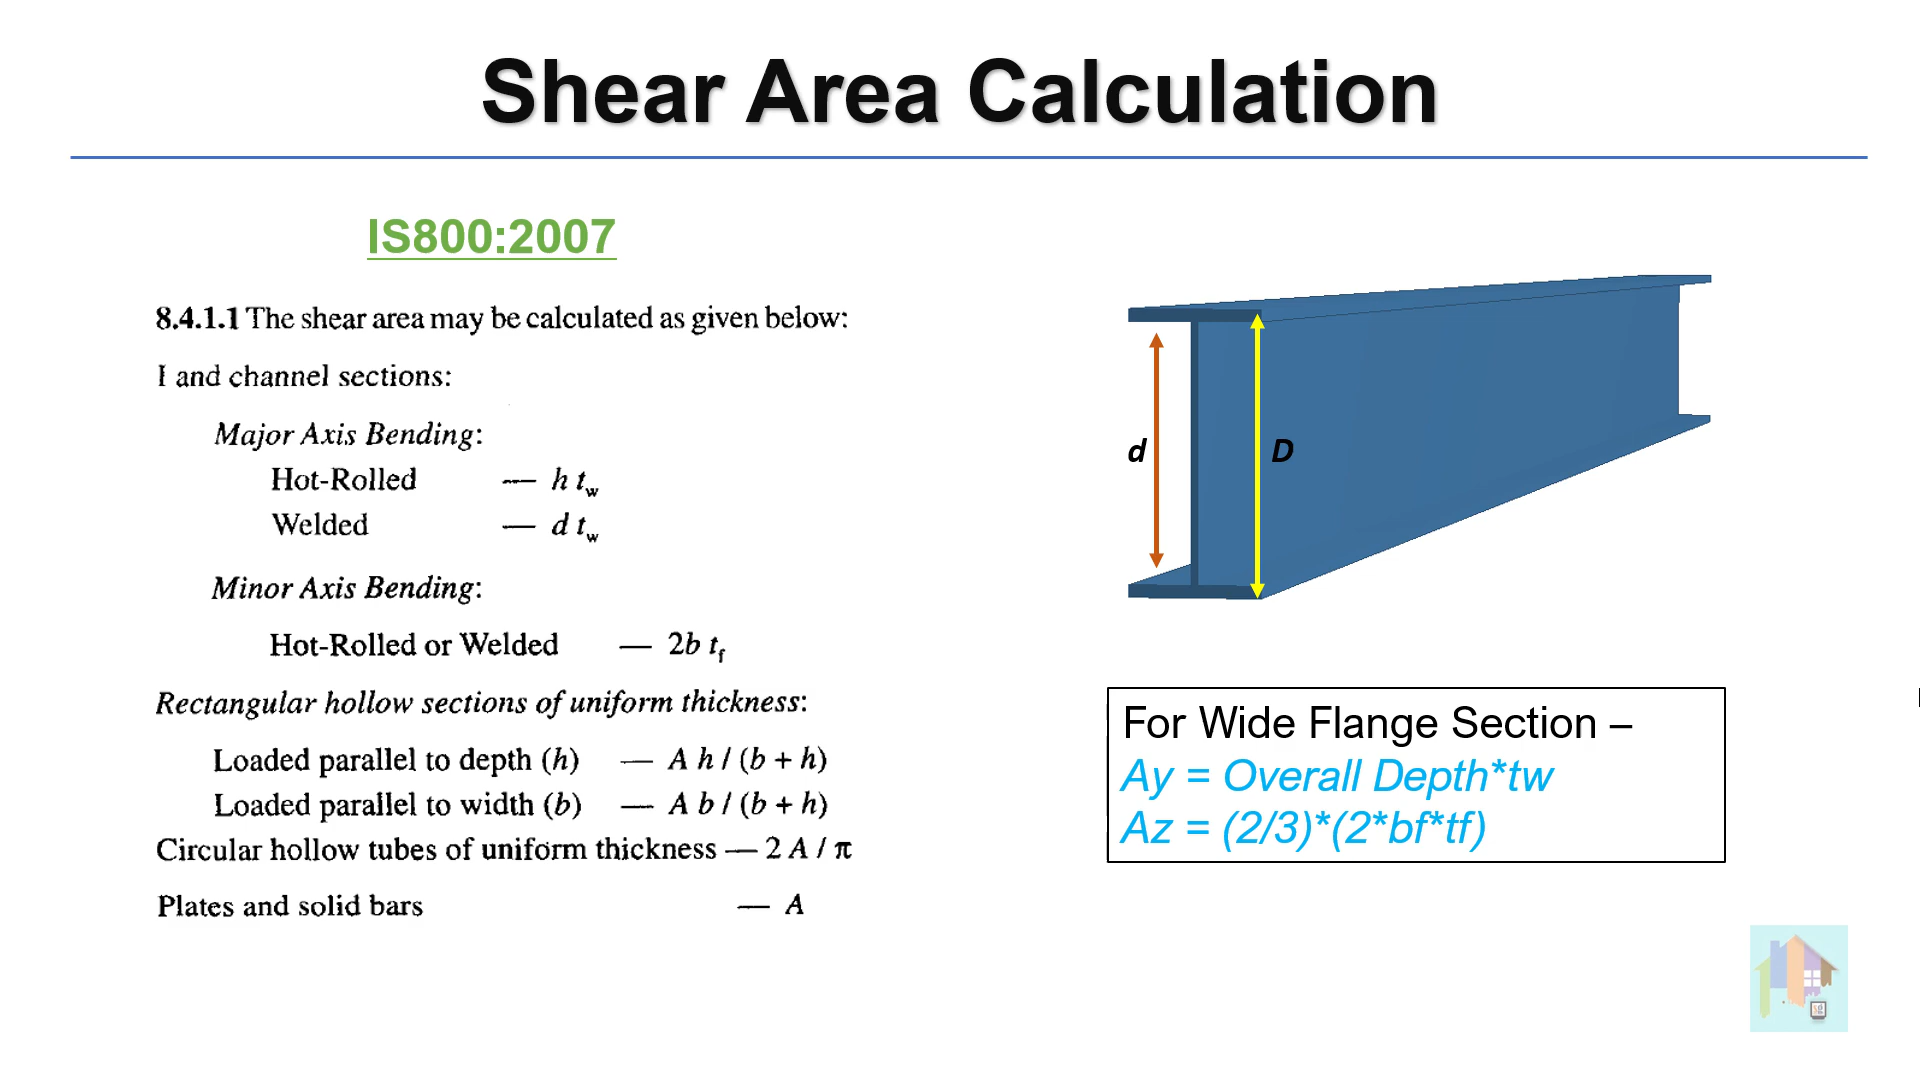 Shear Area Calculation
IS800:2007
8.4.1.1 The shear area may be calculated as given below:
I and channel sections:
Major Axis Bending:
Hot-Rolled — h tw
Welded — d tw
Minor Axis Bending:
Hot-Rolled or Welded — 2b tf
Rectangular hollow sections of uniform thickness:
Loaded parallel to depth (h) — A h / (b + h)
Loaded parallel to width (b) — A b / (b + h)
Circular hollow tubes of uniform thickness — 2 A / π
Plates and solid bars — A
d
D
For Wide Flange Section –
Ay = Overall Depth*tw
Az = (2/3)*(2*bf*tf)